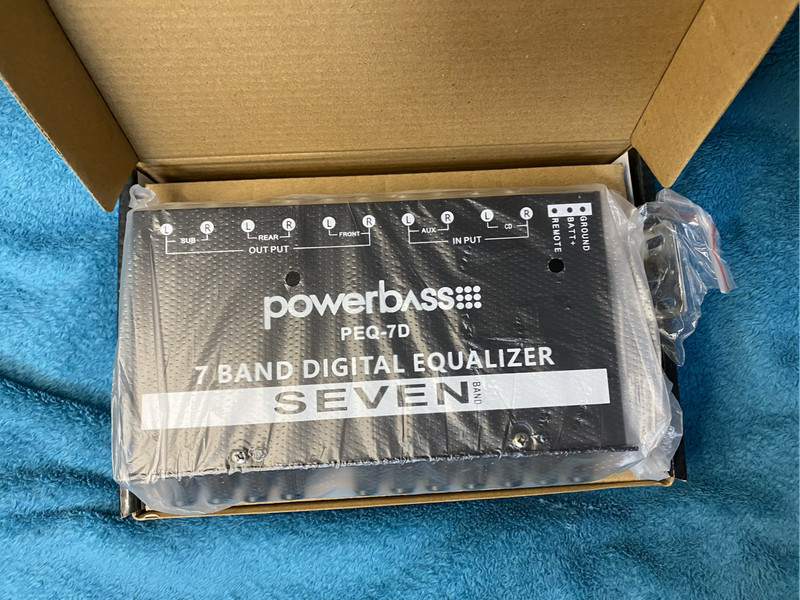 L R L R L R L R L R
SUB REAR FRONT AUX CD
OUT PUT IN PUT
REMOTE
BATT+
GROUND
powerbass
PEQ-7D
7 BAND DIGITAL EQUALIZER
SEVEN BAND